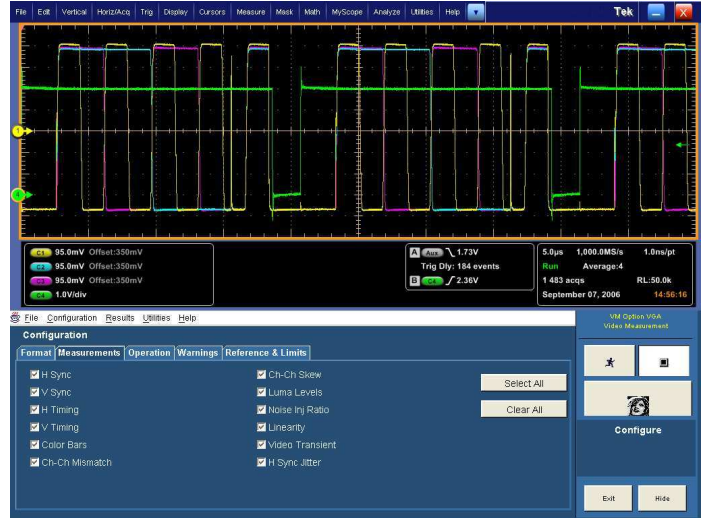 File Edit Vertical Horiz/Acq Trig Display Cursors Measure Mask Math MyScope Analyze Utilities Help Tek
1
4
C1 95.0mV Offset:350mV
C2 95.0mV Offset:350mV
C3 95.0mV Offset:350mV
C4 1.0V/div
A Aux 1.73V
Trig Dly: 184 events
B C4 2.36V
5.0µs 1,000.0MS/s 1.0ns/pt
Run Average:4
1 483 acqs RL:50.0k
September 07, 2006 14:56:16
File Configuration Results Utilities Help
Configuration
Format Measurements Operation Warnings Reference & Limits
H Sync
V Sync
H Timing
V Timing
Color Bars
Ch-Ch Mismatch
Ch-Ch Skew
Luma Levels
Noise Inj Ratio
Linearity
Video Transient
H Sync Jitter
Select All
Clear All
VM Option VGA
Video Measurement
Configure
Exit Hide